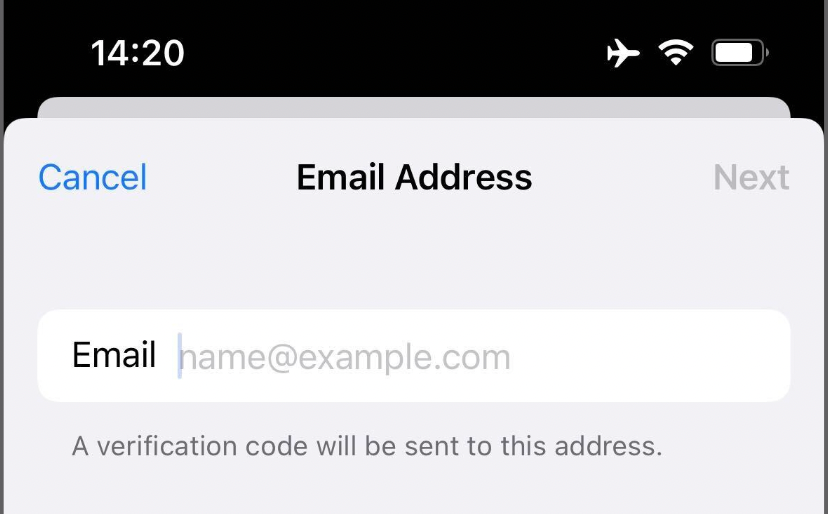 14:20
Cancel Email Address Next
Email name@example.com
A verification code will be sent to this address.